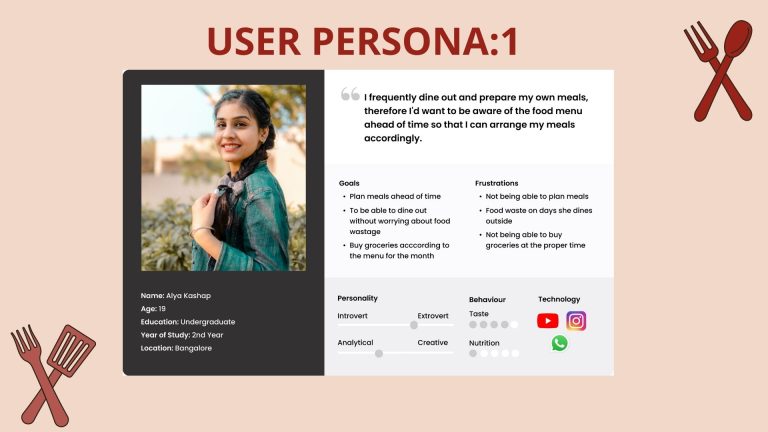 USER PERSONA:1
I frequently dine out and prepare my own meals,
therefore I'd want to be aware of the food menu
ahead of time so that I can arrange my meals
accordingly.
Goals
• Plan meals ahead of time
• To be able to dine out
without worrying about food
wastage
• Buy groceries acccording to
the menu for the month
Frustrations
• Not being able to plan meals
• Food waste on days she dines
outside
• Not being able to buy
groceries at the proper time
Name: Alya Kashap
Age: 19
Education: Undergraduate
Year of Study: 2nd Year
Location: Bangalore
Personality
Introvert Extrovert
Analytical Creative
Behaviour
Taste
Nutrition
Technology